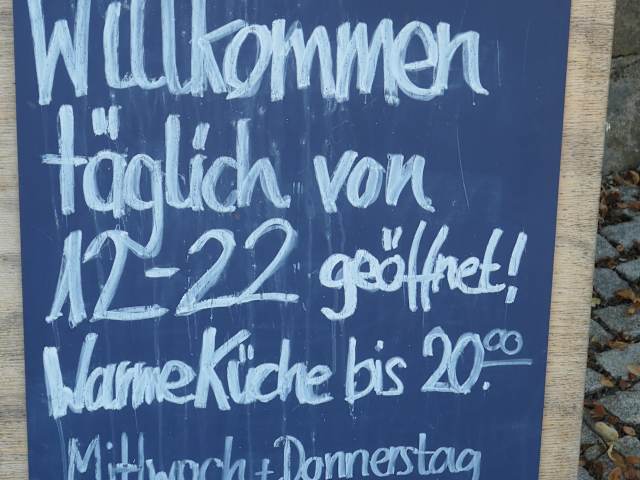 Willkommen
täglich von
12-22 geöffnet!
Warme Küche bis 20.00
Mittwoch + Donnerstag